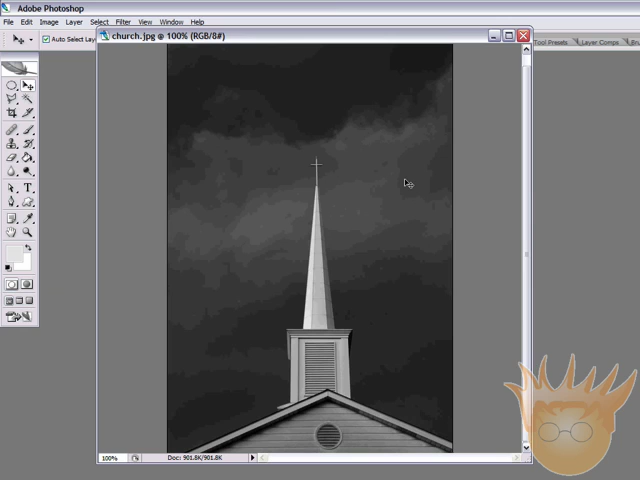 Adobe Photoshop
File Edit Image Layer Select Filter View Window Help
Auto Select Lay
church.jpg @ 100% (RGB/8#)
Tool Presets Layer Comps Bru
T
100% Doc: 901.8K/901.8K